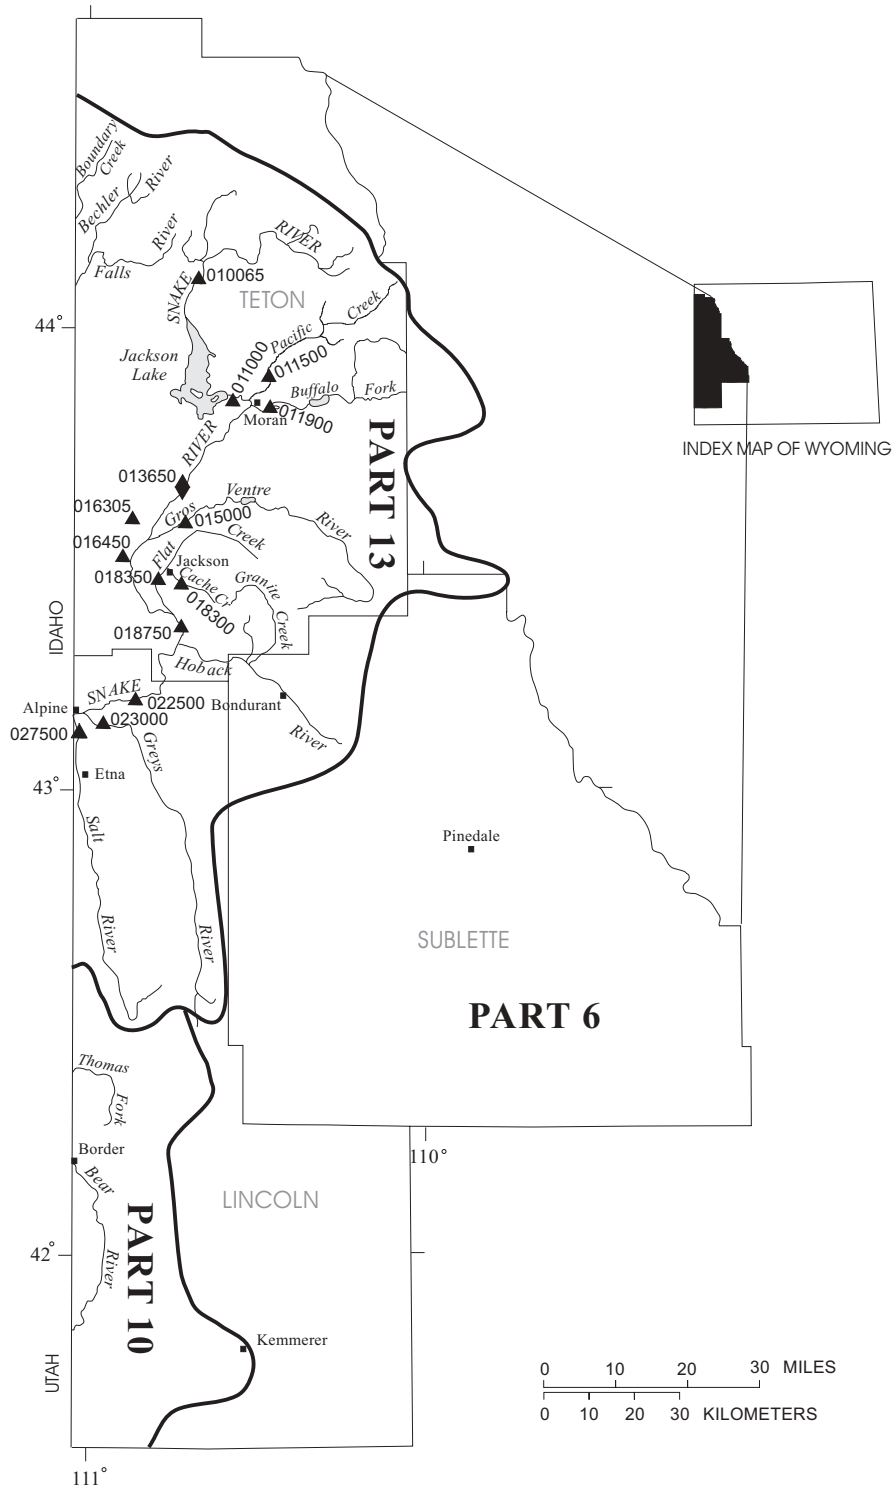 Boundary
Creek
Bechler
River
Falls
River
SNAKE
RIVER
010065
TETON
44°
Pacific
Creek
Jackson
Lake
011000
011500
Buffalo
Fork
Moran
011900
RIVER
PART 13
INDEX MAP OF WYOMING
013650
016305
Gros
Ventre
River
015000
016450
Flat
Creek
Jackson
018350
Cache Cr
Granite
Creek
018300
018750
IDAHO
Hoback
River
SNAKE
Alpine
022500
Bondurant
023000
027500
Greys
River
Etna
43°
Salt
River
Pinedale
SUBLETTE
PART 6
Thomas
Fork
Border
110°
Bear
River
LINCOLN
PART 10
42°
Kemmerer
UTAH
0 10 20 30 MILES
0 10 20 30 KILOMETERS
111°